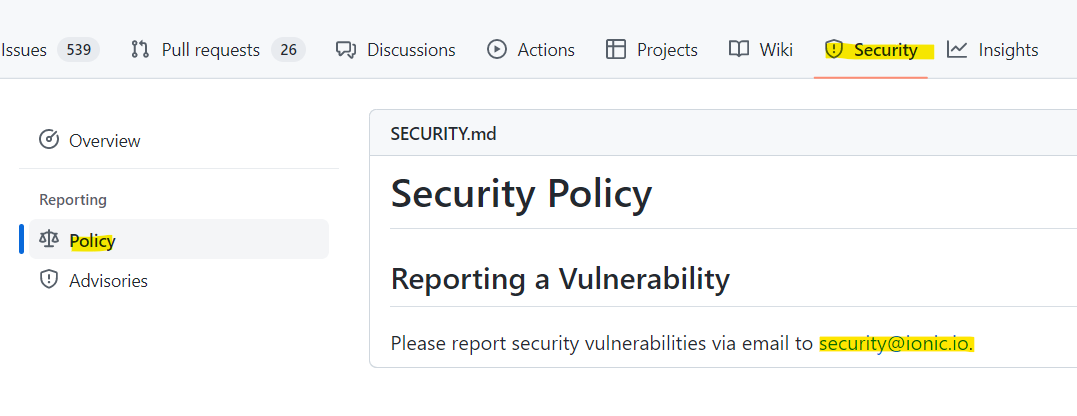 Issues 539 Pull requests 26 Discussions Actions Projects Wiki Security Insights
Overview
Reporting
Policy
Advisories
SECURITY.md
Security Policy
Reporting a Vulnerability
Please report security vulnerabilities via email to security@ionic.io.